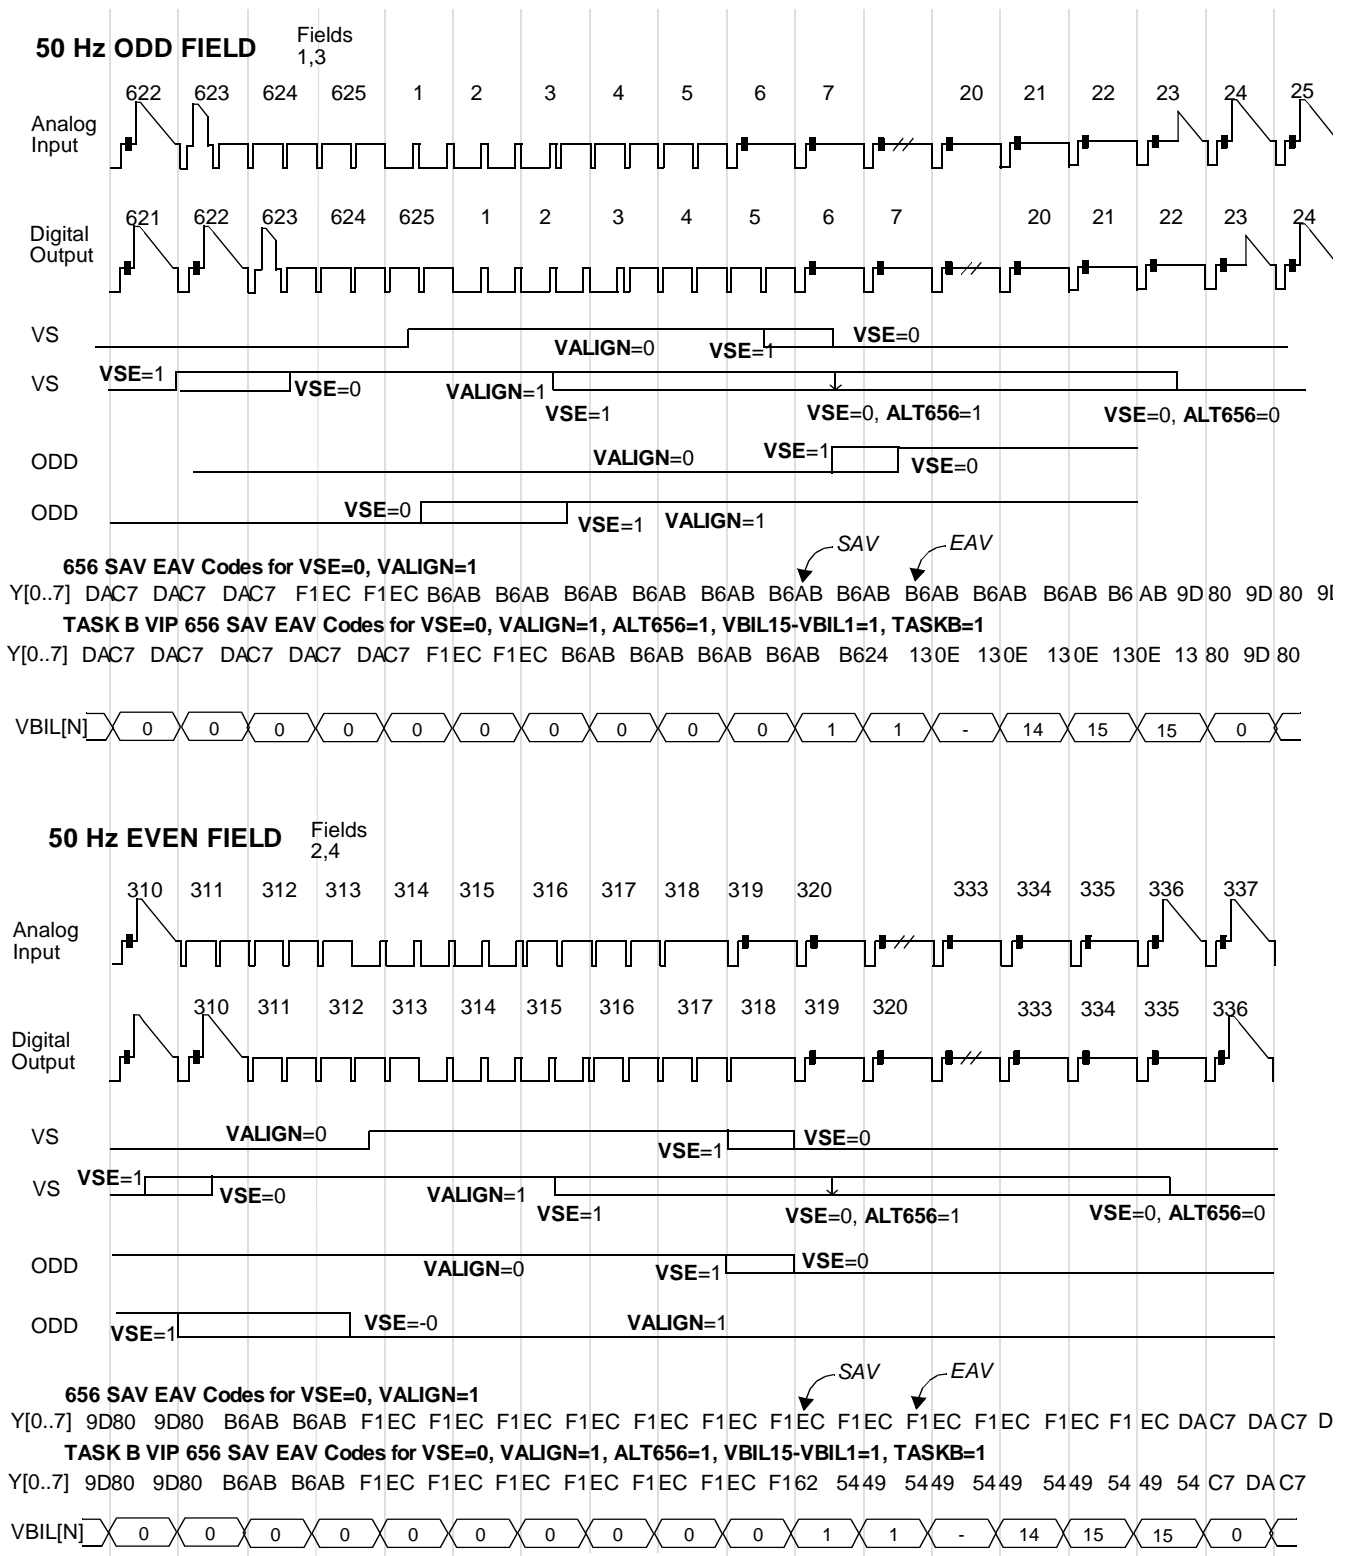 50 Hz ODD FIELD Fields 1,3
622 623 624 625 1 2 3 4 5 6 7 20 21 22 23 24 25
Analog Input
621 622 623 624 625 1 2 3 4 5 6 7 20 21 22 23 24
Digital Output
VS VALIGN=0 VSE=1 VSE=0
VS VSE=1 VSE=0 VALIGN=1 VSE=1 VSE=0, ALT656=1 VSE=0, ALT656=0
ODD VALIGN=0 VSE=1 VSE=0
ODD VSE=0 VSE=1 VALIGN=1
SAV EAV
656 SAV EAV Codes for VSE=0, VALIGN=1
Y[0..7] DAC7 DAC7 DAC7 F1EC F1EC B6AB B6AB B6AB B6AB B6AB B6AB B6AB B6AB B6AB B6AB B6 AB 9D 80 9D 80 9D
TASK B VIP 656 SAV EAV Codes for VSE=0, VALIGN=1, ALT656=1, VBIL15-VBIL1=1, TASKB=1
Y[0..7] DAC7 DAC7 DAC7 DAC7 DAC7 F1EC F1EC B6AB B6AB B6AB B6AB B624 130E 130E 130E 130E 13 80 9D 80
VBIL[N] 0 0 0 0 0 0 0 0 0 0 1 1 - 14 15 15 0
50 Hz EVEN FIELD Fields 2,4
310 311 312 313 314 315 316 317 318 319 320 333 334 335 336 337
Analog Input
310 311 312 313 314 315 316 317 318 319 320 333 334 335 336
Digital Output
VS VALIGN=0 VSE=1 VSE=0
VS VSE=1 VSE=0 VALIGN=1 VSE=1 VSE=0, ALT656=1 VSE=0, ALT656=0
ODD VALIGN=0 VSE=1 VSE=0
ODD VSE=1 VSE=-0 VALIGN=1
SAV EAV
656 SAV EAV Codes for VSE=0, VALIGN=1
Y[0..7] 9D80 9D80 B6AB B6AB F1EC F1EC F1EC F1EC F1EC F1EC F1EC F1EC F1EC F1EC F1EC F1 EC DA C7 DA C7 D
TASK B VIP 656 SAV EAV Codes for VSE=0, VALIGN=1, ALT656=1, VBIL15-VBIL1=1, TASKB=1
Y[0..7] 9D80 9D80 B6AB B6AB F1EC F1EC F1EC F1EC F1EC F1EC F162 5449 5449 5449 5449 54 49 54 C7 DA C7
VBIL[N] 0 0 0 0 0 0 0 0 0 0 1 1 - 14 15 15 0